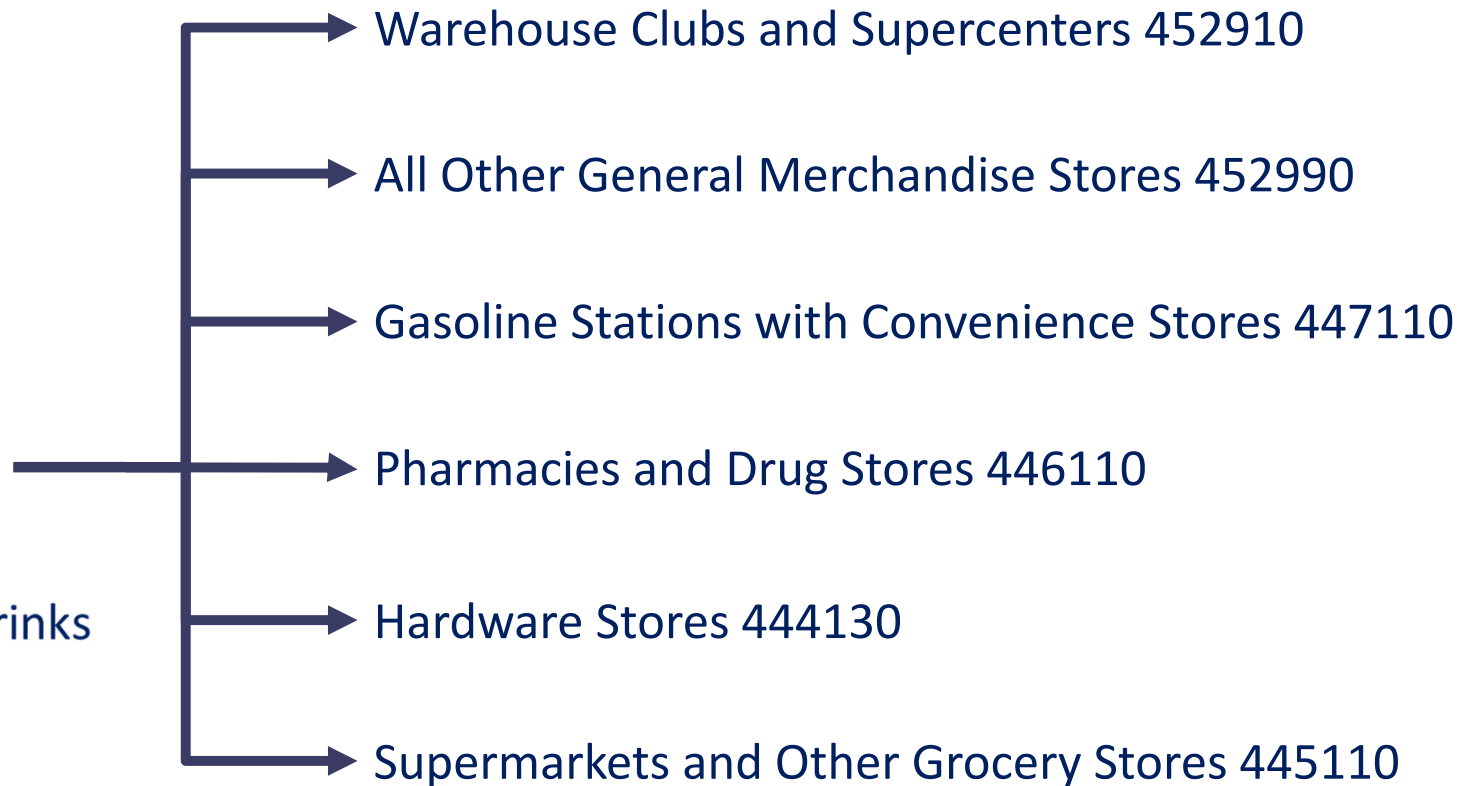 Warehouse Clubs and Supercenters 452910
All Other General Merchandise Stores 452990
Gasoline Stations with Convenience Stores 447110
Pharmacies and Drug Stores 446110
rinks
Hardware Stores 444130
Supermarkets and Other Grocery Stores 445110